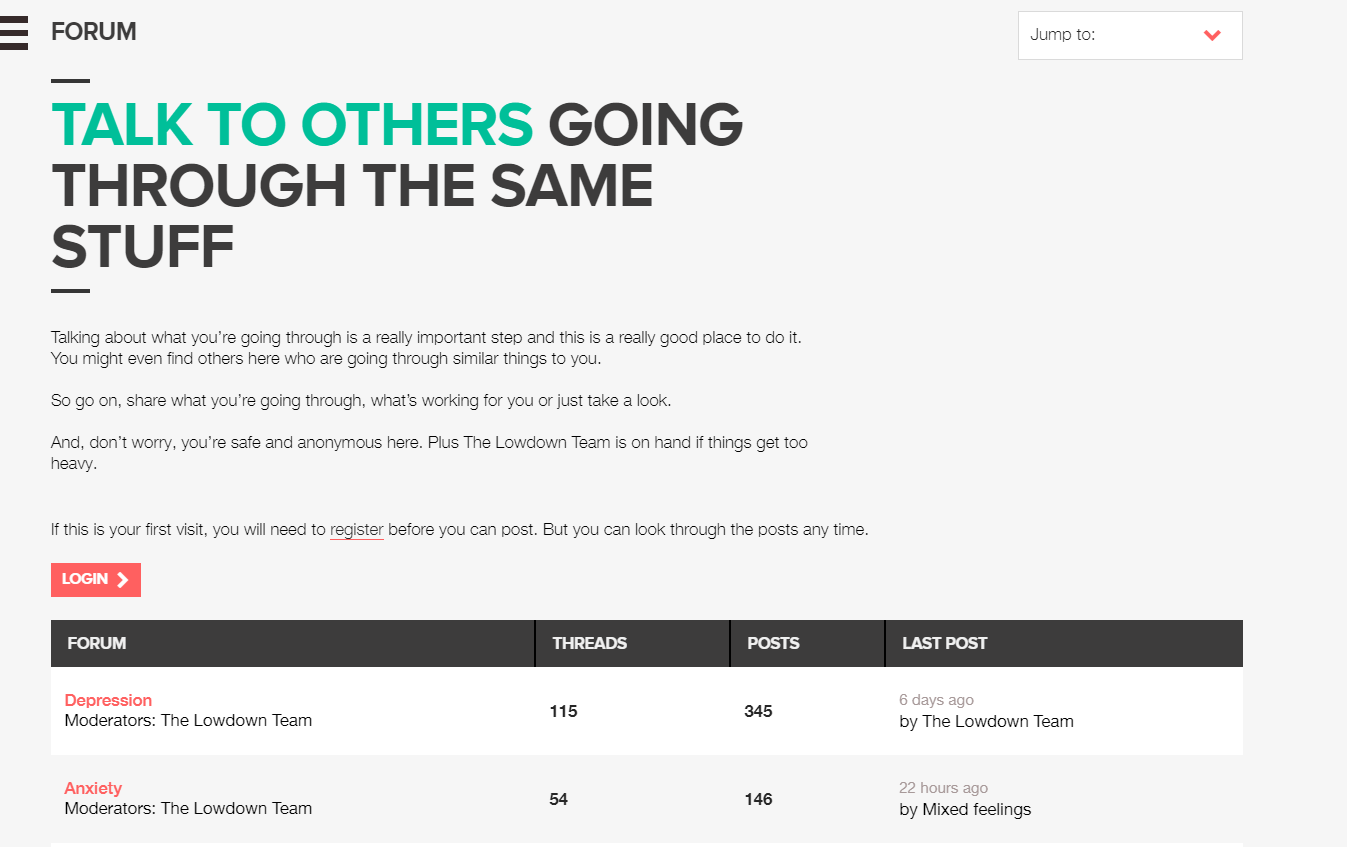 FORUM
Jump to:
TALK TO OTHERS GOING
THROUGH THE SAME
STUFF
Talking about what you’re going through is a really important step and this is a really good place to do it.
You might even find others here who are going through similar things to you.
So go on, share what you’re going through, what’s working for you or just take a look.
And, don’t worry, you’re safe and anonymous here. Plus The Lowdown Team is on hand if things get too
heavy.
If this is your first visit, you will need to register before you can post. But you can look through the posts any time.
LOGIN
FORUM THREADS POSTS LAST POST
Depression
Moderators: The Lowdown Team
115
345
6 days ago
by The Lowdown Team
Anxiety
Moderators: The Lowdown Team
54
146
22 hours ago
by Mixed feelings